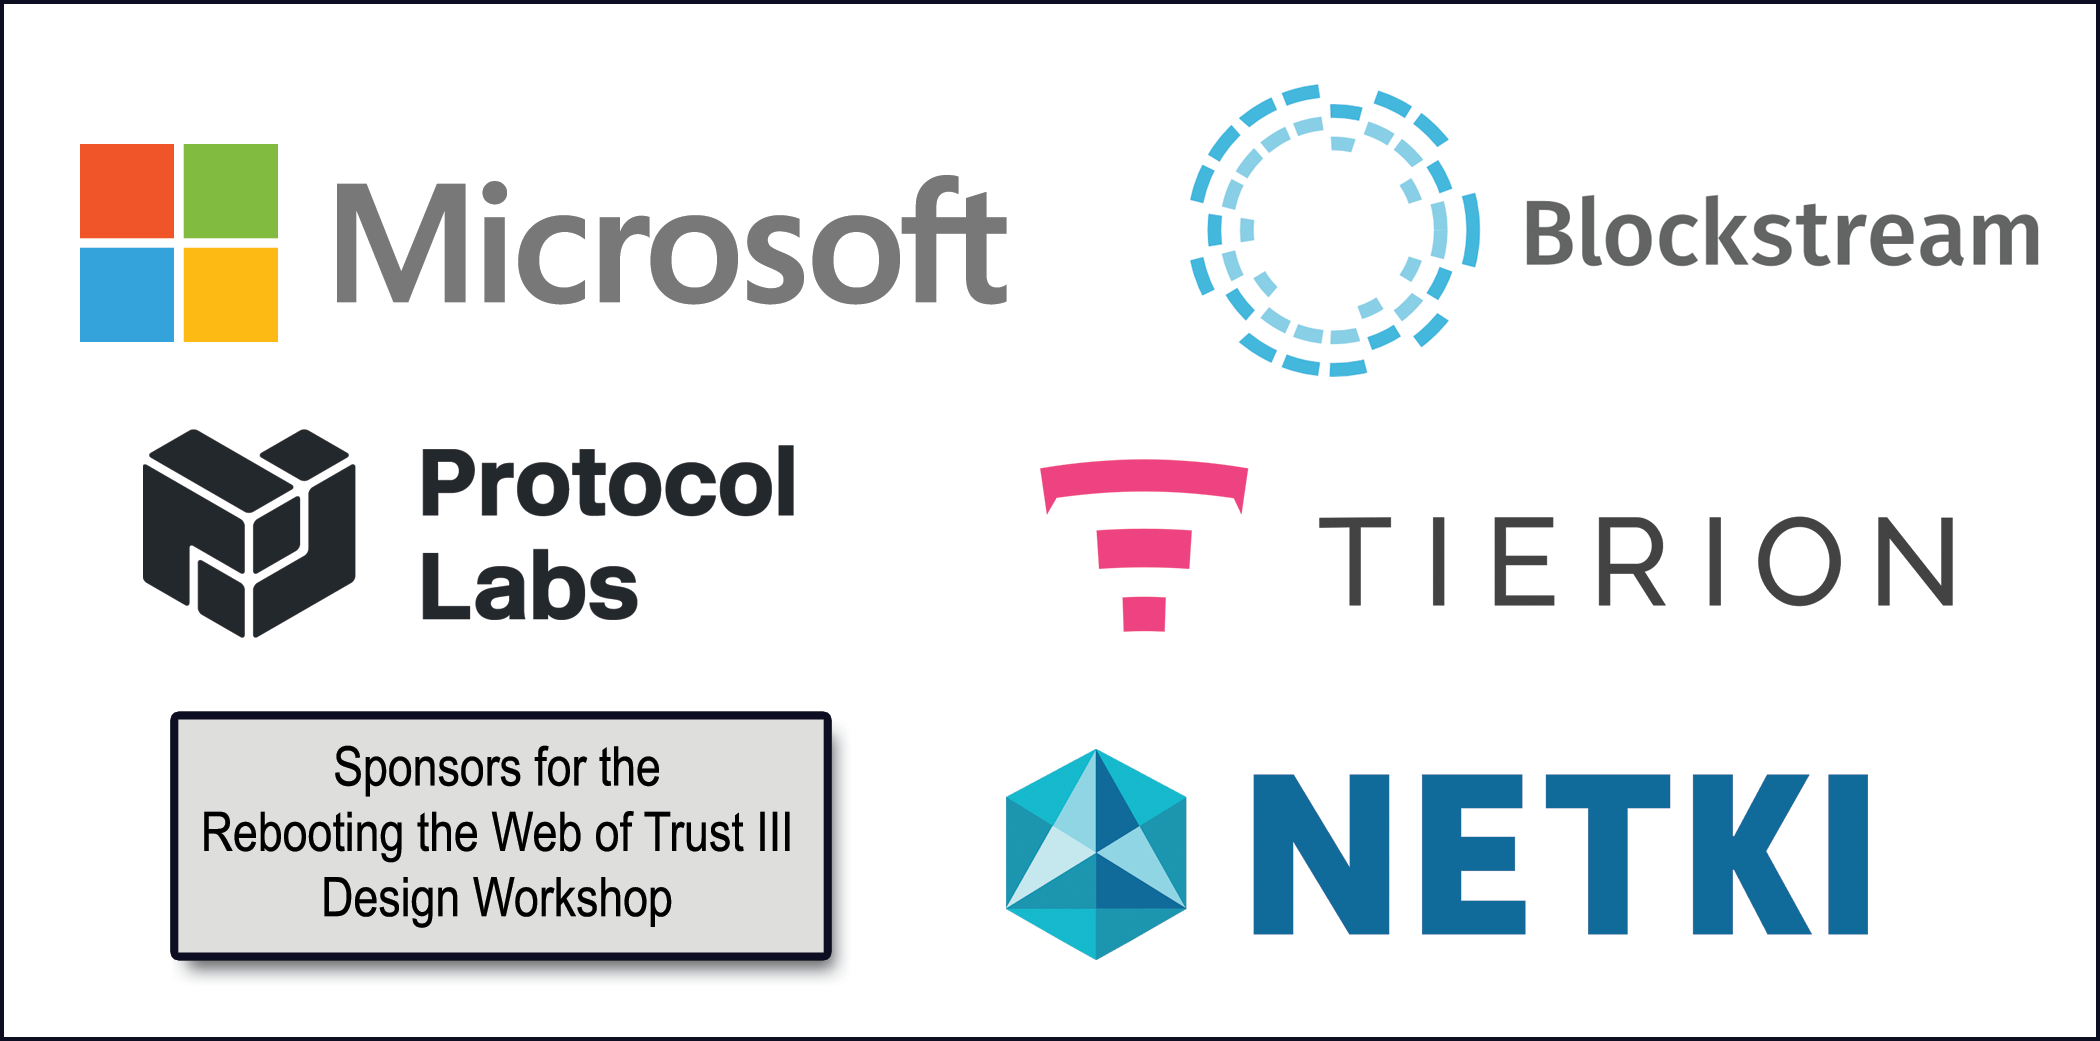 Microsoft
Blockstream
Protocol
Labs
TIERION
Sponsors for the
Rebooting the Web of Trust III
Design Workshop
NETKI